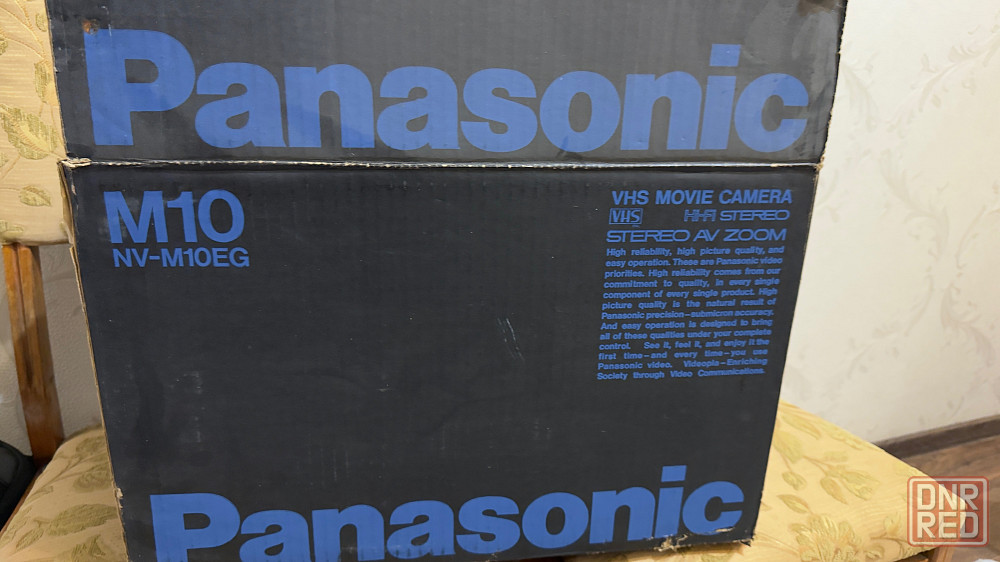 Panasonic
M10
NV-M10EG
VHS MOVIE CAMERA
VHS HI-FI STEREO
STEREO AV ZOOM
High reliability, high picture quality, and
easy operation. These are Panasonic video
priorities. High reliability comes from our
commitment to quality, in every single
component of every single product. High
picture quality is the natural result of
Panasonic precision–submicron accuracy.
And easy operation is designed to bring
all of these qualities under your complete
control. See it, feel it, and enjoy it the
first time–and every time–you use
Panasonic video. Videopia–Enriching
Society through Video Communications.
Panasonic
DNR
RED